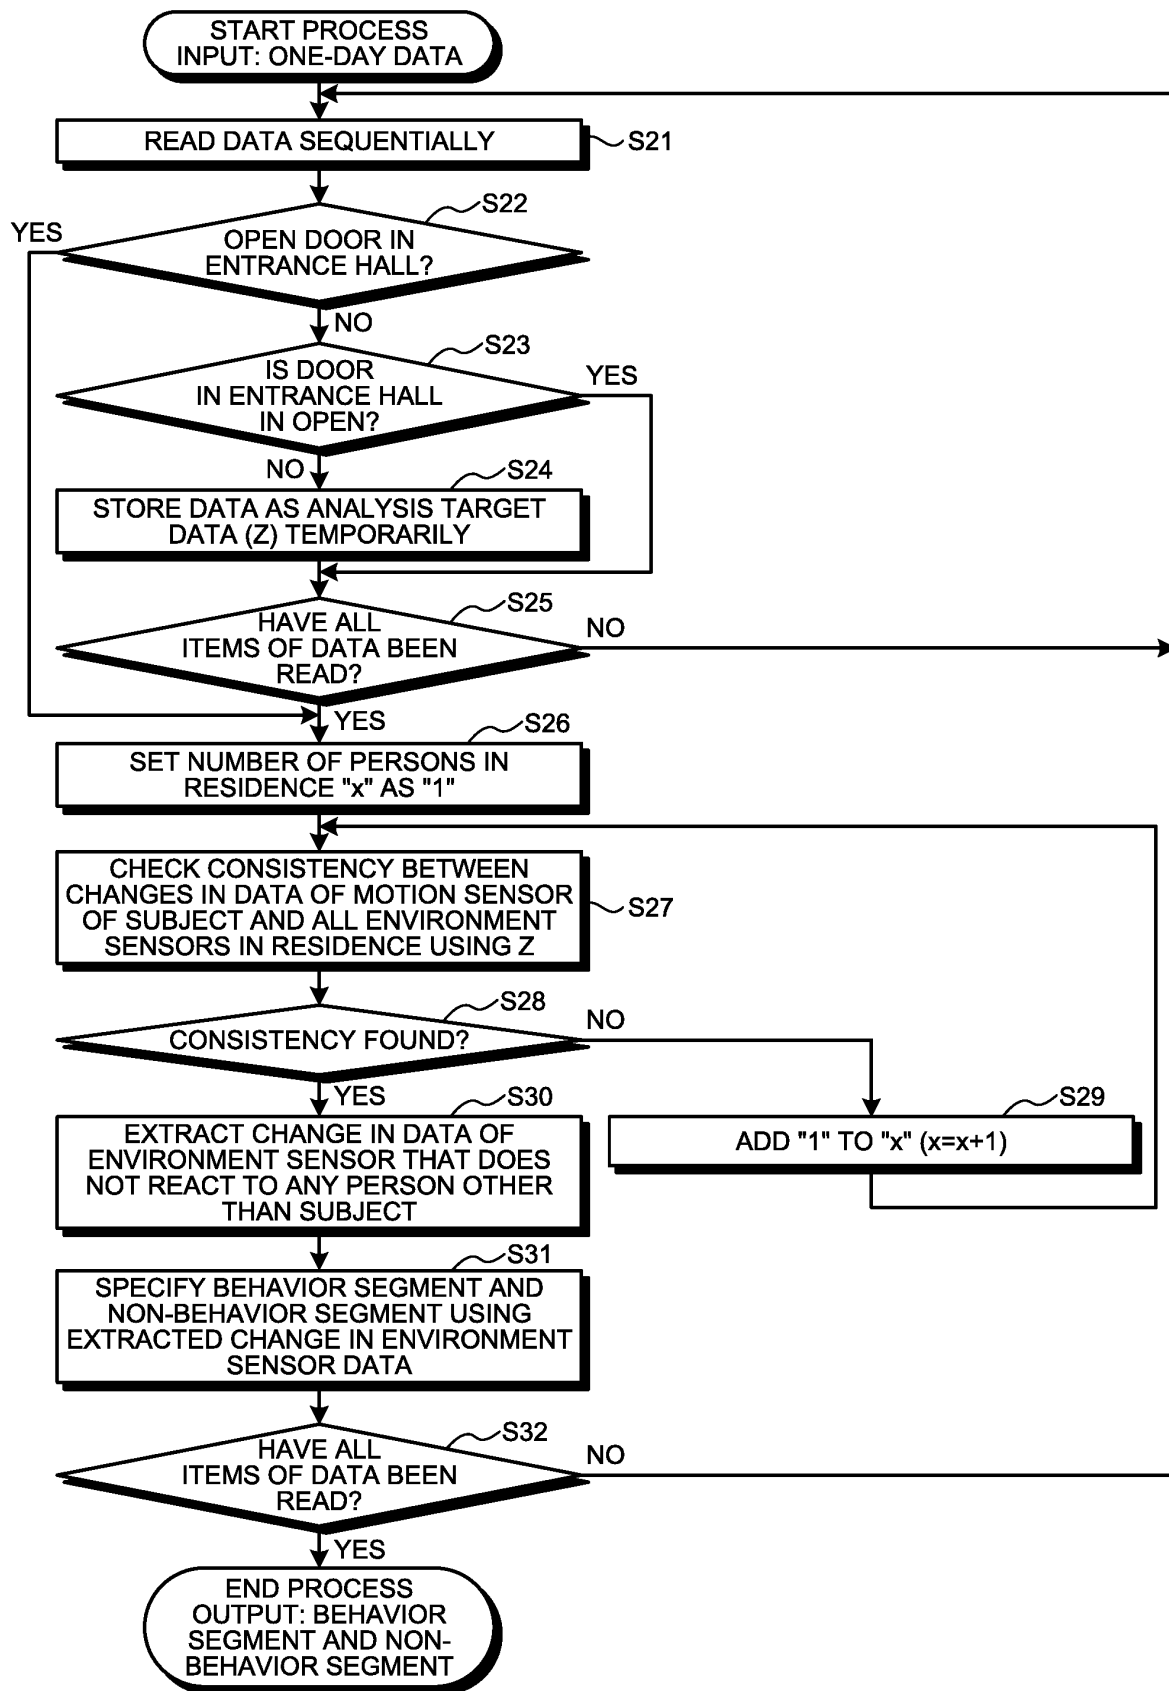 START PROCESS
INPUT: ONE-DAY DATA
READ DATA SEQUENTIALLY
S21
S22
YES
OPEN DOOR IN
ENTRANCE HALL?
NO
S23
IS DOOR
IN ENTRANCE HALL
IN OPEN?
YES
NO
S24
STORE DATA AS ANALYSIS TARGET
DATA (Z) TEMPORARILY
S25
HAVE ALL
ITEMS OF DATA BEEN
READ?
NO
YES
S26
SET NUMBER OF PERSONS IN
RESIDENCE "x" AS "1"
CHECK CONSISTENCY BETWEEN
CHANGES IN DATA OF MOTION SENSOR
OF SUBJECT AND ALL ENVIRONMENT
SENSORS IN RESIDENCE USING Z
S27
S28
CONSISTENCY FOUND?
NO
YES
S30
S29
ADD "1" TO "x" (x=x+1)
EXTRACT CHANGE IN DATA OF
ENVIRONMENT SENSOR THAT DOES
NOT REACT TO ANY PERSON OTHER
THAN SUBJECT
S31
SPECIFY BEHAVIOR SEGMENT AND
NON-BEHAVIOR SEGMENT USING
EXTRACTED CHANGE IN ENVIRONMENT
SENSOR DATA
S32
HAVE ALL
ITEMS OF DATA BEEN
READ?
NO
YES
END PROCESS
OUTPUT: BEHAVIOR
SEGMENT AND NON-
BEHAVIOR SEGMENT